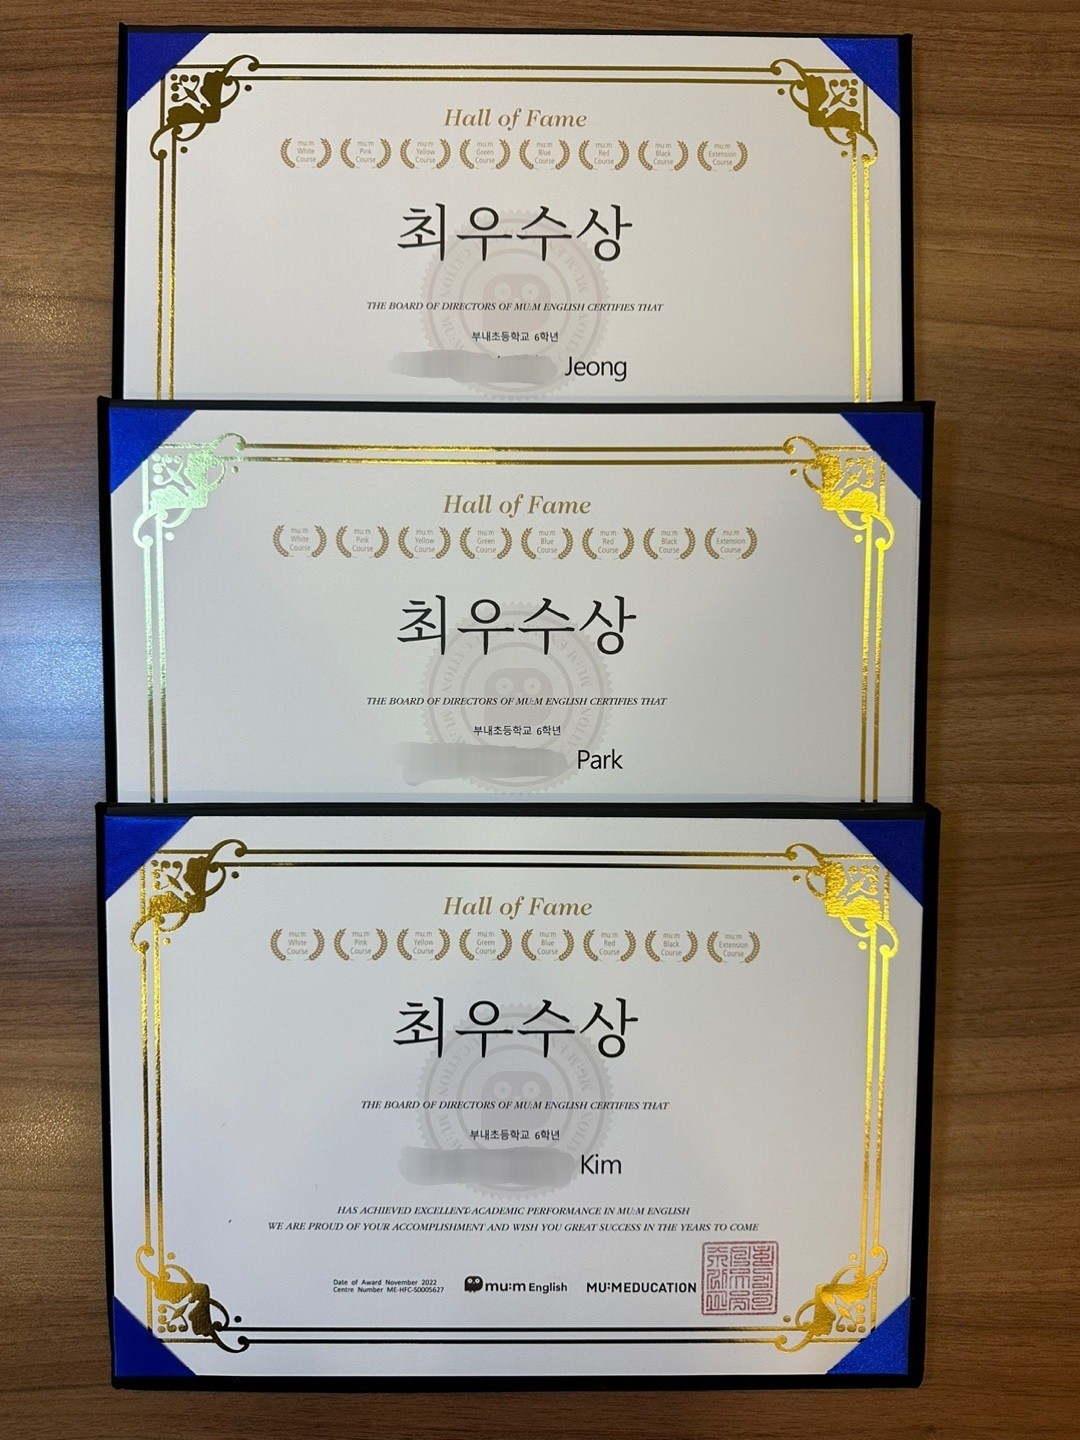 Hall of Fame
mu:m White Course mu:m Pink Course mu:m Yellow Course mu:m Green Course mu:m Blue Course mu:m Red Course mu:m Black Course mu:m Extension Course
최우수상
THE BOARD OF DIRECTORS OF MU:M ENGLISH CERTIFIES THAT
부내초등학교 6학년
Jeong
Hall of Fame
mu:m White Course mu:m Pink Course mu:m Yellow Course mu:m Green Course mu:m Blue Course mu:m Red Course mu:m Black Course mu:m Extension Course
최우수상
THE BOARD OF DIRECTORS OF MU:M ENGLISH CERTIFIES THAT
부내초등학교 6학년
Park
Hall of Fame
mu:m White Course mu:m Pink Course mu:m Yellow Course mu:m Green Course mu:m Blue Course mu:m Red Course mu:m Black Course mu:m Extension Course
최우수상
THE BOARD OF DIRECTORS OF MU:M ENGLISH CERTIFIES THAT
부내초등학교 6학년
Kim
HAS ACHIEVED EXCELLENT ACADEMIC PERFORMANCE IN MU:M ENGLISH
WE ARE PROUD OF YOUR ACCOMPLISHMENT AND WISH YOU GREAT SUCCESS IN THE YEARS TO COME
Date of Award November 2022
Centre Number ME-HFC-S0005627
mu:m English MU:MEDUCATION